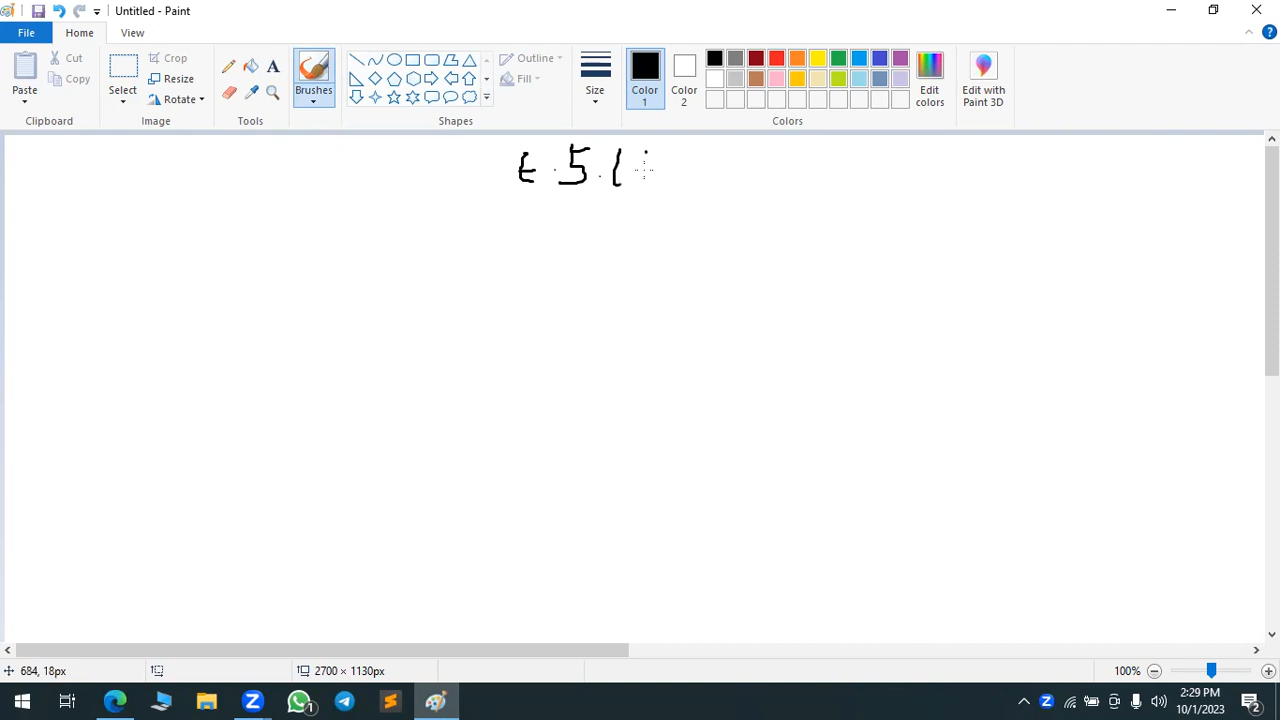 Untitled - Paint
File Home View
Cut
Copy
Paste
Clipboard
Select
Crop
Resize
Rotate
Image
Tools
Brushes
Outline
Fill
Shapes
Size
Color 1
Color 2
Edit colors
Colors
Edit with Paint 3D
684, 18px
2700 × 1130px
100%
2:29 PM
10/1/2023
1
2